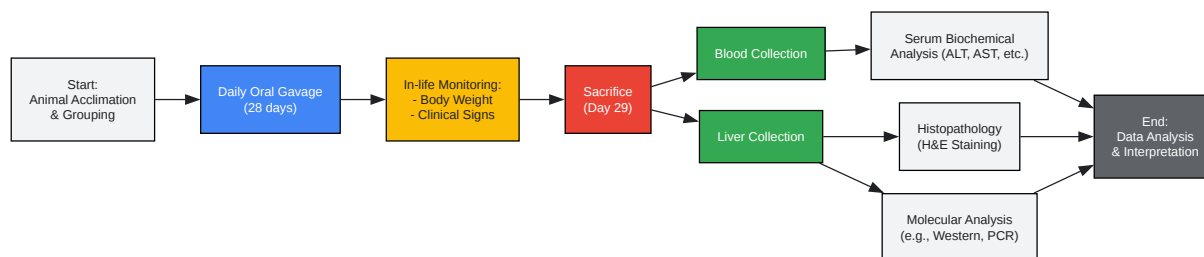 Start:
Animal Acclimation
& Grouping
Daily Oral Gavage
(28 days)
In-life Monitoring:
- Body Weight
- Clinical Signs
Sacrifice
(Day 29)
Blood Collection
Liver Collection
Serum Biochemical
Analysis (ALT, AST, etc.)
Histopathology
(H&E Staining)
Molecular Analysis
(e.g., Western, PCR)
End:
Data Analysis
& Interpretation